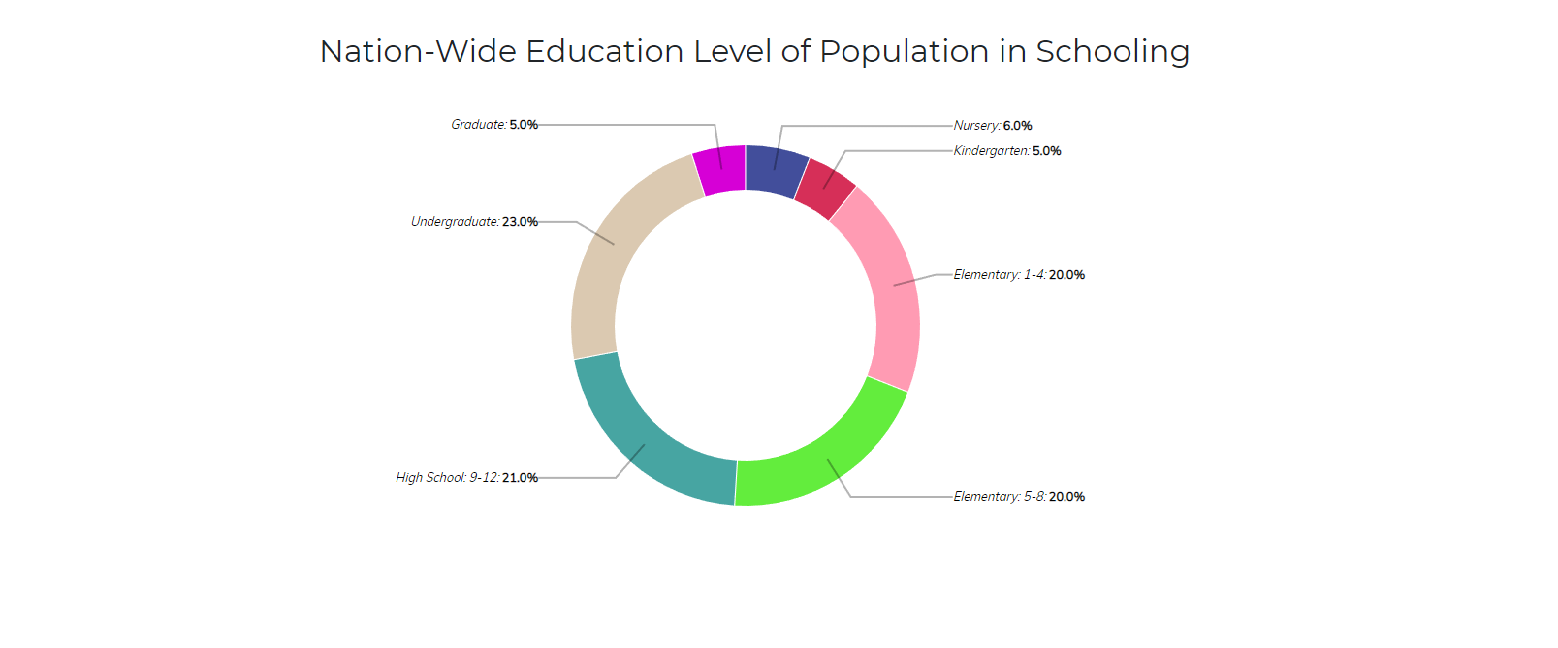 Nation-Wide Education Level of Population in Schooling
Graduate: 5.0%
Nursery: 6.0%
Kindergarten: 5.0%
Undergraduate: 23.0%
Elementary: 1-4: 20.0%
High School: 9-12: 21.0%
Elementary: 5-8: 20.0%